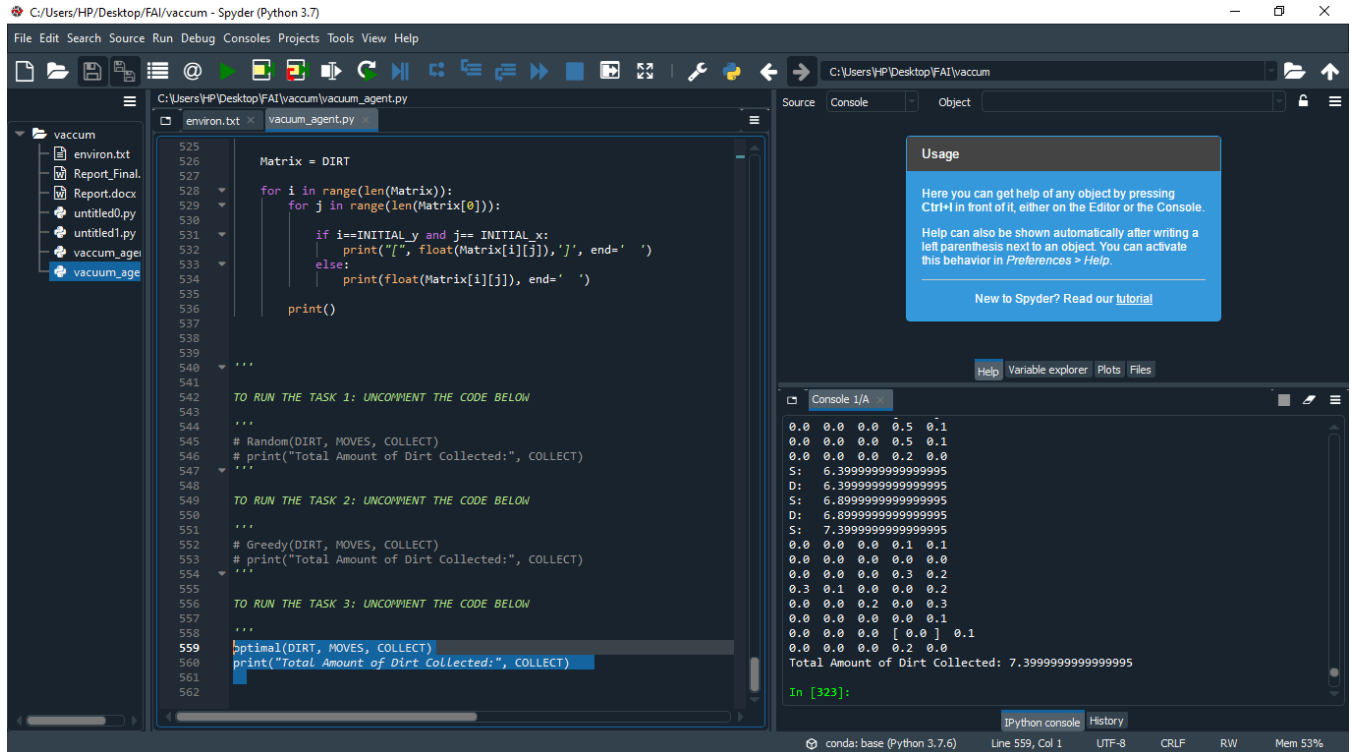 C:/Users/HP/Desktop/FAI/vaccum - Spyder (Python 3.7)
File Edit Search Source Run Debug Consoles Projects Tools View Help
C:\Users\HP\Desktop\FAI\vaccum
C:\Users\HP\Desktop\FAI\vaccum\vacuum_agent.py
environ.txt
vacuum_agent.py
vaccum
environ.txt
Report_Final.
Report.docx
untitled0.py
untitled1.py
vaccum_age
vacuum_age
525
526 Matrix = DIRT
527
528 for i in range(len(Matrix)):
529 for j in range(len(Matrix[0])):
530
531 if i==INITIAL_y and j== INITIAL_x:
532 print("[", float(Matrix[i][j]),']', end='  ')
533 else:
534 print(float(Matrix[i][j]), end='  ')
535
536 print()
537
538
539
540 '''
541
542 TO RUN THE TASK 1: UNCOMMENT THE CODE BELOW
543
544 '''
545 # Random(DIRT, MOVES, COLLECT)
546 # print("Total Amount of Dirt Collected:", COLLECT)
547 '''
548
549 TO RUN THE TASK 2: UNCOMMENT THE CODE BELOW
550
551 '''
552 # Greedy(DIRT, MOVES, COLLECT)
553 # print("Total Amount of Dirt Collected:", COLLECT)
554 '''
555
556 TO RUN THE TASK 3: UNCOMMENT THE CODE BELOW
557
558 '''
559 optimal(DIRT, MOVES, COLLECT)
560 print("Total Amount of Dirt Collected:", COLLECT)
561
562
Source Console Object
Usage
Here you can get help of any object by pressing
Ctrl+I in front of it, either on the Editor or the Console.
Help can also be shown automatically after writing a
left parenthesis next to an object. You can activate
this behavior in Preferences > Help.
New to Spyder? Read our tutorial
Help Variable explorer Plots Files
Console 1/A
0.0 0.0 0.0 0.5 0.1
0.0 0.0 0.0 0.5 0.1
0.0 0.0 0.0 0.2 0.0
S: 6.3999999999999995
D: 6.3999999999999995
S: 6.8999999999999995
D: 6.8999999999999995
S: 7.3999999999999995
0.0 0.0 0.0 0.1 0.1
0.0 0.0 0.0 0.0 0.0
0.0 0.0 0.0 0.3 0.2
0.3 0.1 0.0 0.0 0.2
0.0 0.0 0.2 0.0 0.3
0.0 0.0 0.0 0.0 0.1
0.0 0.0 0.0 [ 0.0 ] 0.1
0.0 0.0 0.0 0.2 0.0
Total Amount of Dirt Collected: 7.3999999999999995
In [323]:
IPython console History
conda: base (Python 3.7.6) Line 559, Col 1 UTF-8 CRLF RW Mem 53%